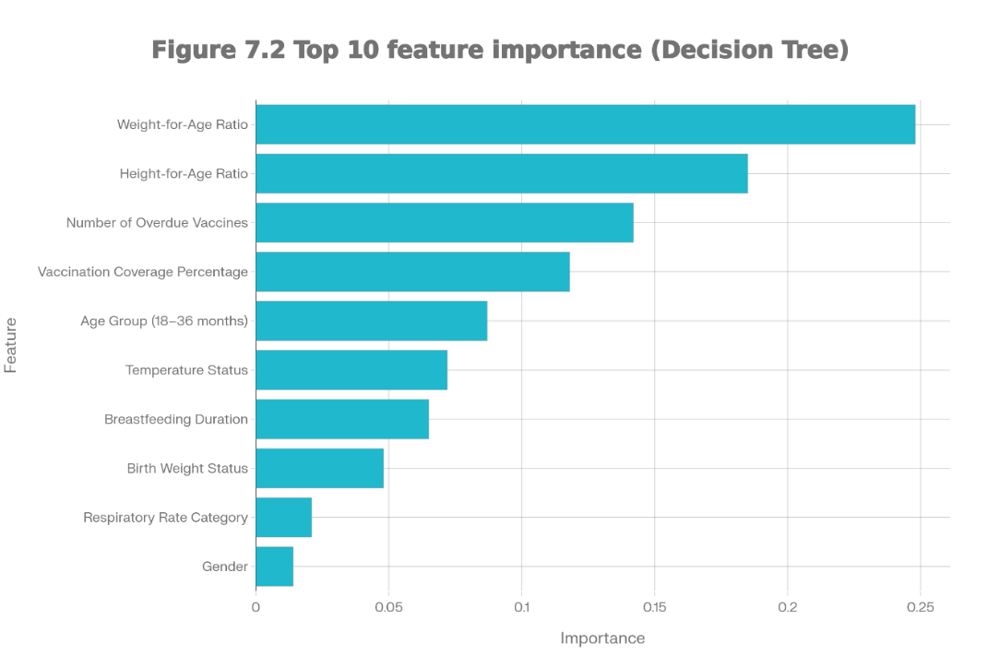 Figure 7.2 Top 10 feature importance (Decision Tree)
Feature
Weight-for-Age Ratio
Height-for-Age Ratio
Number of Overdue Vaccines
Vaccination Coverage Percentage
Age Group (18–36 months)
Temperature Status
Breastfeeding Duration
Birth Weight Status
Respiratory Rate Category
Gender
0 0.05 0.1 0.15 0.2 0.25
Importance